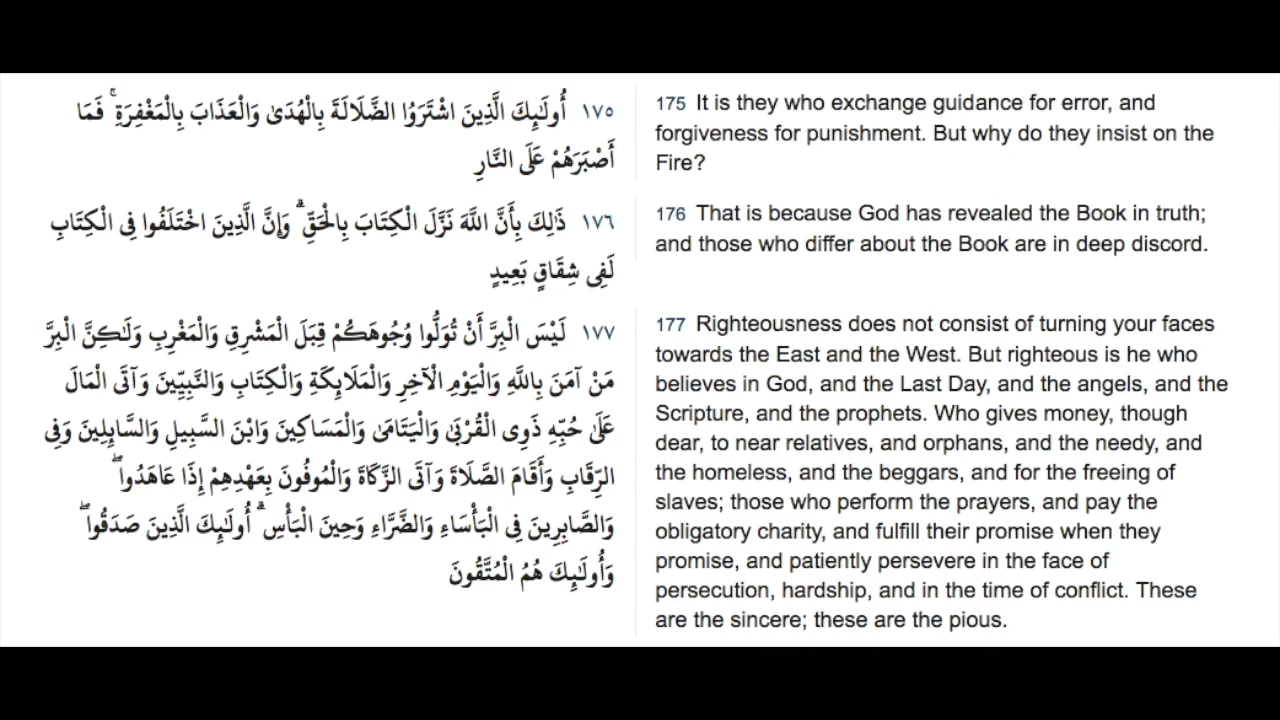 ١٧٥ أُولَٰئِكَ الَّذِينَ اشْتَرَوُا الضَّلَالَةَ بِالْهُدَىٰ وَالْعَذَابَ بِالْمَغْفِرَةِ ۚ فَمَا
أَصْبَرَهُمْ عَلَى النَّارِ
175 It is they who exchange guidance for error, and
forgiveness for punishment. But why do they insist on the
Fire?
١٧٦ ذَٰلِكَ بِأَنَّ اللَّهَ نَزَّلَ الْكِتَابَ بِالْحَقِّ ۗ وَإِنَّ الَّذِينَ اخْتَلَفُوا فِي الْكِتَابِ
لَفِي شِقَاقٍ بَعِيدٍ
176 That is because God has revealed the Book in truth;
and those who differ about the Book are in deep discord.
١٧٧ لَيْسَ الْبِرَّ أَنْ تُوَلُّوا وُجُوهَكُمْ قِبَلَ الْمَشْرِقِ وَالْمَغْرِبِ وَلَٰكِنَّ الْبِرَّ
مَنْ آمَنَ بِاللَّهِ وَالْيَوْمِ الْآخِرِ وَالْمَلَائِكَةِ وَالْكِتَابِ وَالنَّبِيِّينَ وَآتَى الْمَالَ
عَلَىٰ حُبِّهِ ذَوِي الْقُرْبَىٰ وَالْيَتَامَىٰ وَالْمَسَاكِينَ وَابْنَ السَّبِيلِ وَالسَّائِلِينَ وَفِي
الرِّقَابِ وَأَقَامَ الصَّلَاةَ وَآتَى الزَّكَاةَ وَالْمُوفُونَ بِعَهْدِهِمْ إِذَا عَاهَدُوا ۖ
وَالصَّابِرِينَ فِي الْبَأْسَاءِ وَالضَّرَّاءِ وَحِينَ الْبَأْسِ ۗ أُولَٰئِكَ الَّذِينَ صَدَقُوا ۖ
وَأُولَٰئِكَ هُمُ الْمُتَّقُونَ
177 Righteousness does not consist of turning your faces
towards the East and the West. But righteous is he who
believes in God, and the Last Day, and the angels, and the
Scripture, and the prophets. Who gives money, though
dear, to near relatives, and orphans, and the needy, and
the homeless, and the beggars, and for the freeing of
slaves; those who perform the prayers, and pay the
obligatory charity, and fulfill their promise when they
promise, and patiently persevere in the face of
persecution, hardship, and in the time of conflict. These
are the sincere; these are the pious.